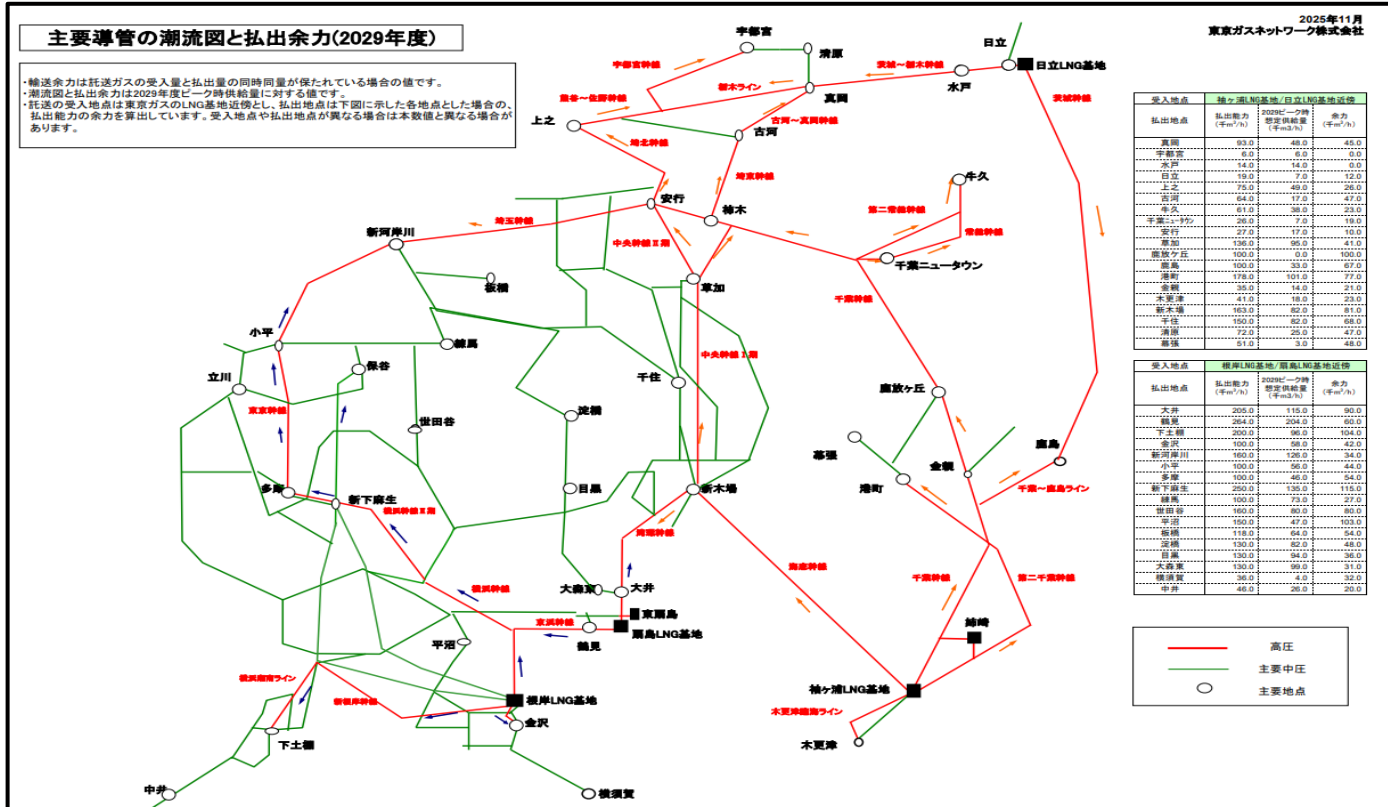 主要導管の潮流図と払出余力(2029年度)
2025年11月
東京ガスネットワーク株式会社
・輸送余力は託送ガスの受入量と払出量の同時同量が保たれている場合の値です。
・潮流図と払出余力は2029年度ピーク時供給量に対する値です。
・託送の受入地点は東京ガスのLNG基地近傍とし、払出地点は下図に示した各地点とした場合の、
払出能力の余力を算出しています。受入地点や払出地点が異なる場合は本数値と異なる場合が
あります。
宇都宮
清原
日立
日立LNG基地
宇都宮幹線
茨城～栃木幹線
水戸
茨城幹線
熊谷～佐野幹線
栃木ライン
真岡
上之
古河～真岡幹線
古河
埼北幹線
埼東幹線
牛久
安行
柿木
第二常総幹線
常総幹線
埼玉幹線
新河岸川
中央幹線Ⅱ期
千葉ニュータウン
板橋
草加
千葉幹線
小平
練馬
保谷
中央幹線Ⅰ期
立川
千住
鹿放ヶ丘
東京幹線
世田谷
淀橋
幕張
鹿島
港町
金親
多摩
新下麻生
目黒
新木場
千葉～鹿島ライン
横浜幹線Ⅱ期
湾環幹線
海底幹線
千葉幹線
第二千葉幹線
大森東
大井
横浜幹線
東扇島
東浜幹線
扇島LNG基地
鶴見
姉崎
平沼
横浜湘南ライン
新根岸幹線
根岸LNG基地
袖ヶ浦LNG基地
金沢
木更津臨海ライン
下土棚
木更津
中井
横須賀
受入地点 袖ヶ浦LNG基地/日立LNG基地近傍
払出地点 払出能力(千m³/h) 2029ピーク時想定供給量(千m3/h) 余力(千m³/h)
真岡 93.0 48.0 45.0
宇都宮 6.0 6.0 0.0
水戸 14.0 14.0 0.0
日立 19.0 7.0 12.0
上之 75.0 49.0 26.0
古河 64.0 17.0 47.0
牛久 61.0 38.0 23.0
千葉ニュータウン 26.0 7.0 19.0
安行 27.0 17.0 10.0
草加 136.0 95.0 41.0
鹿放ケ丘 100.0 0.0 100.0
鹿島 100.0 33.0 67.0
港町 178.0 101.0 77.0
金親 35.0 14.0 21.0
木更津 41.0 18.0 23.0
新木場 163.0 82.0 81.0
千住 150.0 82.0 68.0
清原 72.0 25.0 47.0
幕張 51.0 3.0 48.0
受入地点 根岸LNG基地/扇島LNG基地近傍
払出地点 払出能力(千m³/h) 2029ピーク時想定供給量(千m3/h) 余力(千m³/h)
大井 205.0 115.0 90.0
鶴見 264.0 204.0 60.0
下土棚 200.0 96.0 104.0
金沢 100.0 58.0 42.0
新河岸川 160.0 126.0 34.0
小平 100.0 56.0 44.0
多摩 100.0 46.0 54.0
新下麻生 250.0 135.0 115.0
練馬 100.0 73.0 27.0
世田谷 160.0 80.0 80.0
平沼 150.0 47.0 103.0
板橋 118.0 64.0 54.0
淀橋 130.0 82.0 48.0
目黒 130.0 94.0 36.0
大森東 130.0 99.0 31.0
横須賀 36.0 4.0 32.0
中井 46.0 26.0 20.0
高圧
主要中圧
主要地点